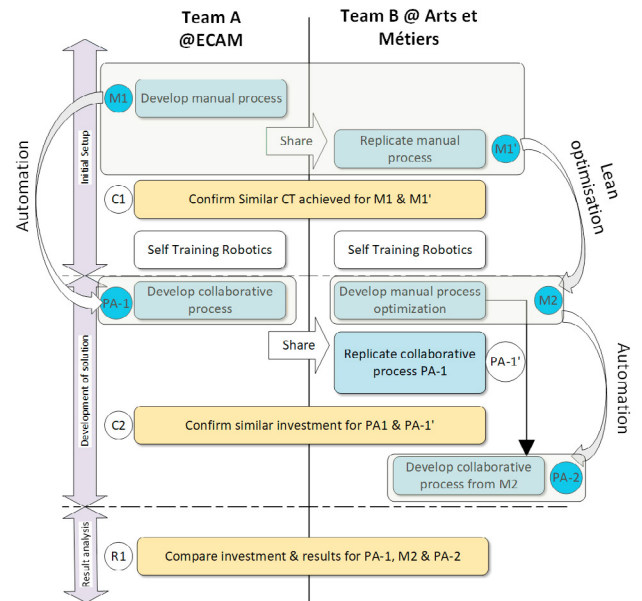 Team A
@ECAM
Team B @ Arts et
Métiers
M1
Develop manual process
Share
Replicate manual
process
M1'
Initial Setup
Automation
Lean
optimisation
C1
Confirm Similar CT achieved for M1 & M1'
Self Training Robotics
Self Training Robotics
PA-1
Develop collaborative
process
Develop manual process
optimization
M2
Share
Replicate collaborative
process PA-1
PA-1'
Development of solution
Automation
C2
Confirm similar investment for PA1 & PA-1'
Develop collaborative
process from M2
PA-2
Result analysis
R1
Compare investment & results for PA-1, M2 & PA-2